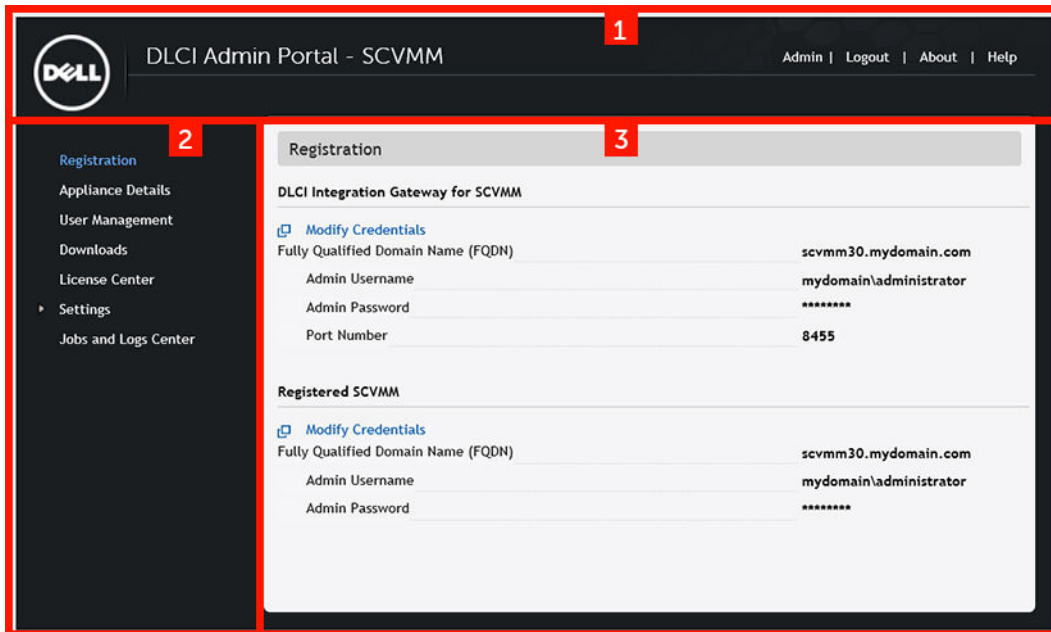 1
DELL
DLCI Admin Portal - SCVMM
Admin | Logout | About | Help
2
Registration
Appliance Details
User Management
Downloads
License Center
Settings
Jobs and Logs Center
3
Registration
DLCI Integration Gateway for SCVMM
Modify Credentials
Fully Qualified Domain Name (FQDN) scvmm30.mydomain.com
Admin Username mydomain\administrator
Admin Password ********
Port Number 8455
Registered SCVMM
Modify Credentials
Fully Qualified Domain Name (FQDN) scvmm30.mydomain.com
Admin Username mydomain\administrator
Admin Password ********